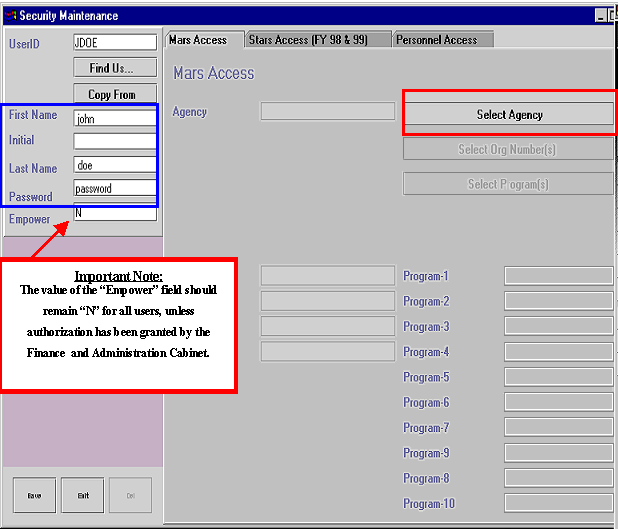 Security Maintenance
UserID
JDOE
Find Us...
Copy From
First Name
john
Initial
Last Name
doe
Password
password
Empower
N
Important Note:
The value of the “Empower” field should
remain “N” for all users, unless
authorization has been granted by the
Finance and Administration Cabinet.
Save
Exit
Del
Mars Access
Stars Access (FY 98 & 99)
Personnel Access
Mars Access
Agency
Select Agency
Select Org Number(s)
Select Program(s)
Program-1
Program-2
Program-3
Program-4
Program-5
Program-6
Program-7
Program-9
Program-8
Program-10